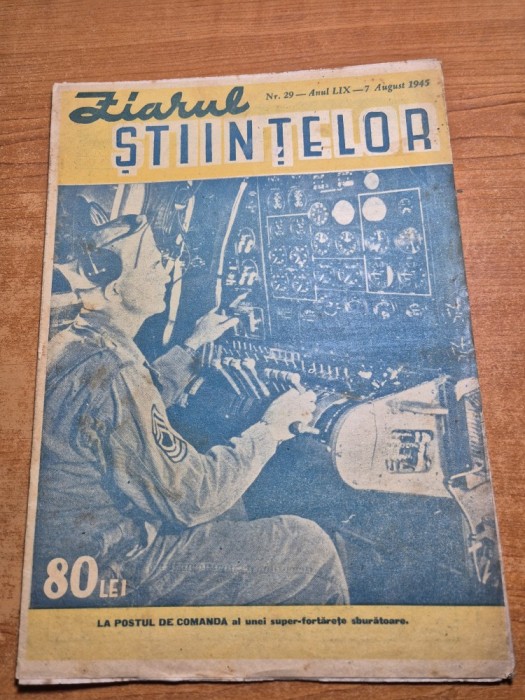 Ziarul
Nr. 29 — Anul LIX — 7 August 1945
ȘTIINȚELOR
80 LEI
LA POSTUL DE COMANDĂ al unei super-fortărețe sburătoare.